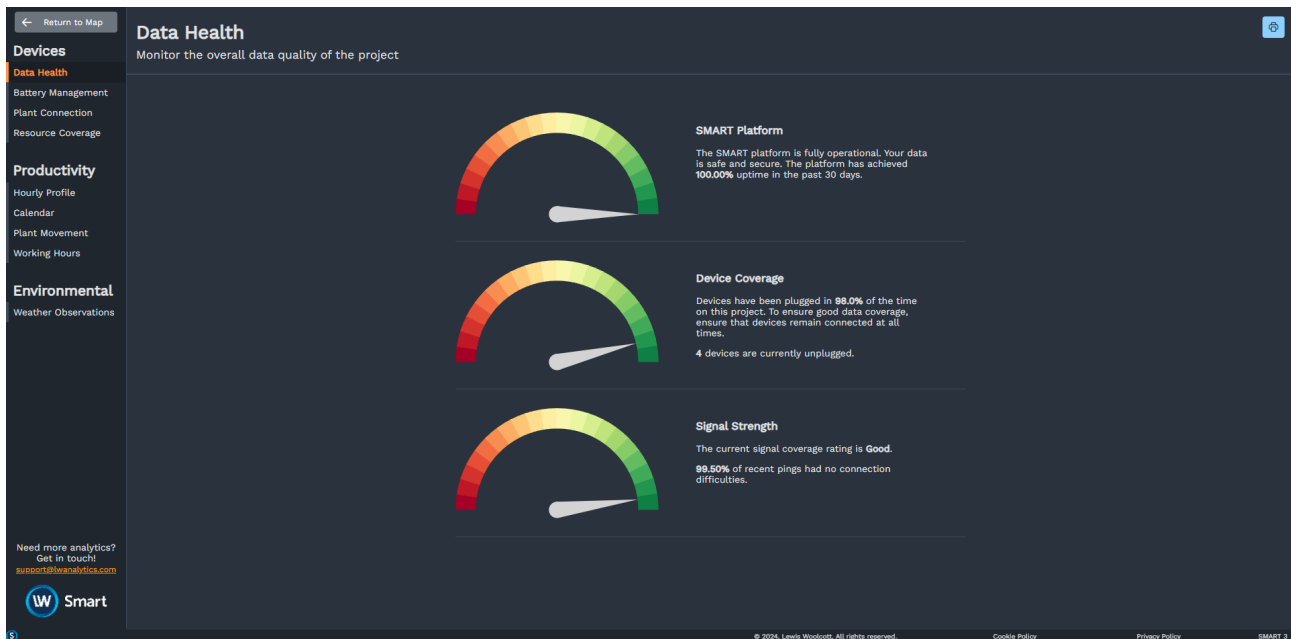 ← Return to Map
Devices
Data Health
Battery Management
Plant Connection
Resource Coverage
Productivity
Hourly Profile
Calendar
Plant Movement
Working Hours
Environmental
Weather Observations
Need more analytics?
Get in touch!
support@lwanalytics.com
LW Smart
Data Health
Monitor the overall data quality of the project
SMART Platform
The SMART platform is fully operational. Your data
is safe and secure. The platform has achieved
100.00% uptime in the past 30 days.
Device Coverage
Devices have been plugged in 98.0% of the time
on this project. To ensure good data coverage,
ensure that devices remain connected at all
times.
4 devices are currently unplugged.
Signal Strength
The current signal coverage rating is Good.
99.50% of recent pings had no connection
difficulties.
S
© 2024, Lewis Woolcott. All rights reserved.
Cookie Policy
Privacy Policy
SMART 3